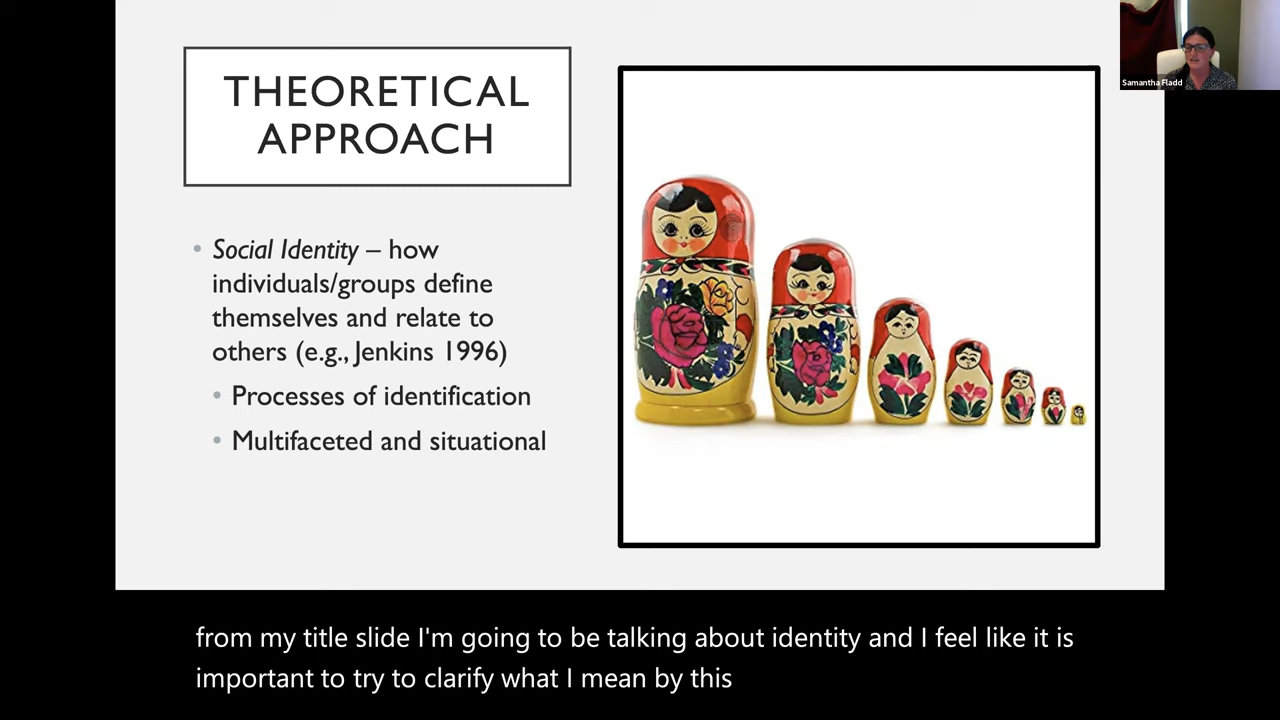 THEORETICAL
APPROACH
Samantha Fladd
• Social Identity – how
individuals/groups define
themselves and relate to
others (e.g., Jenkins 1996)
• Processes of identification
• Multifaceted and situational
from my title slide I'm going to be talking about identity and I feel like it is
important to try to clarify what I mean by this